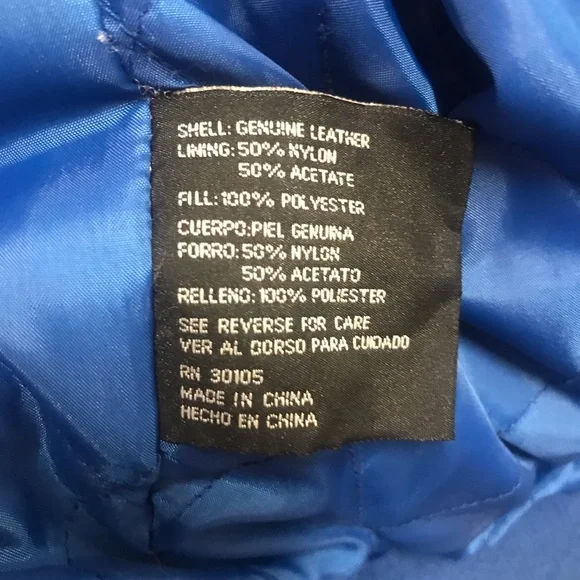 SHELL: GENUINE LEATHER
LINING: 50% NYLON
50% ACETATE
FILL: 100% POLYESTER
CUERPO: PIEL GENUINA
FORRO: 50% NYLON
50% ACETATO
RELLENO: 100% POLIESTER
SEE REVERSE FOR CARE
VER AL DORSO PARA CUIDADO
RN 30105
MADE IN CHINA
HECHO EN CHINA